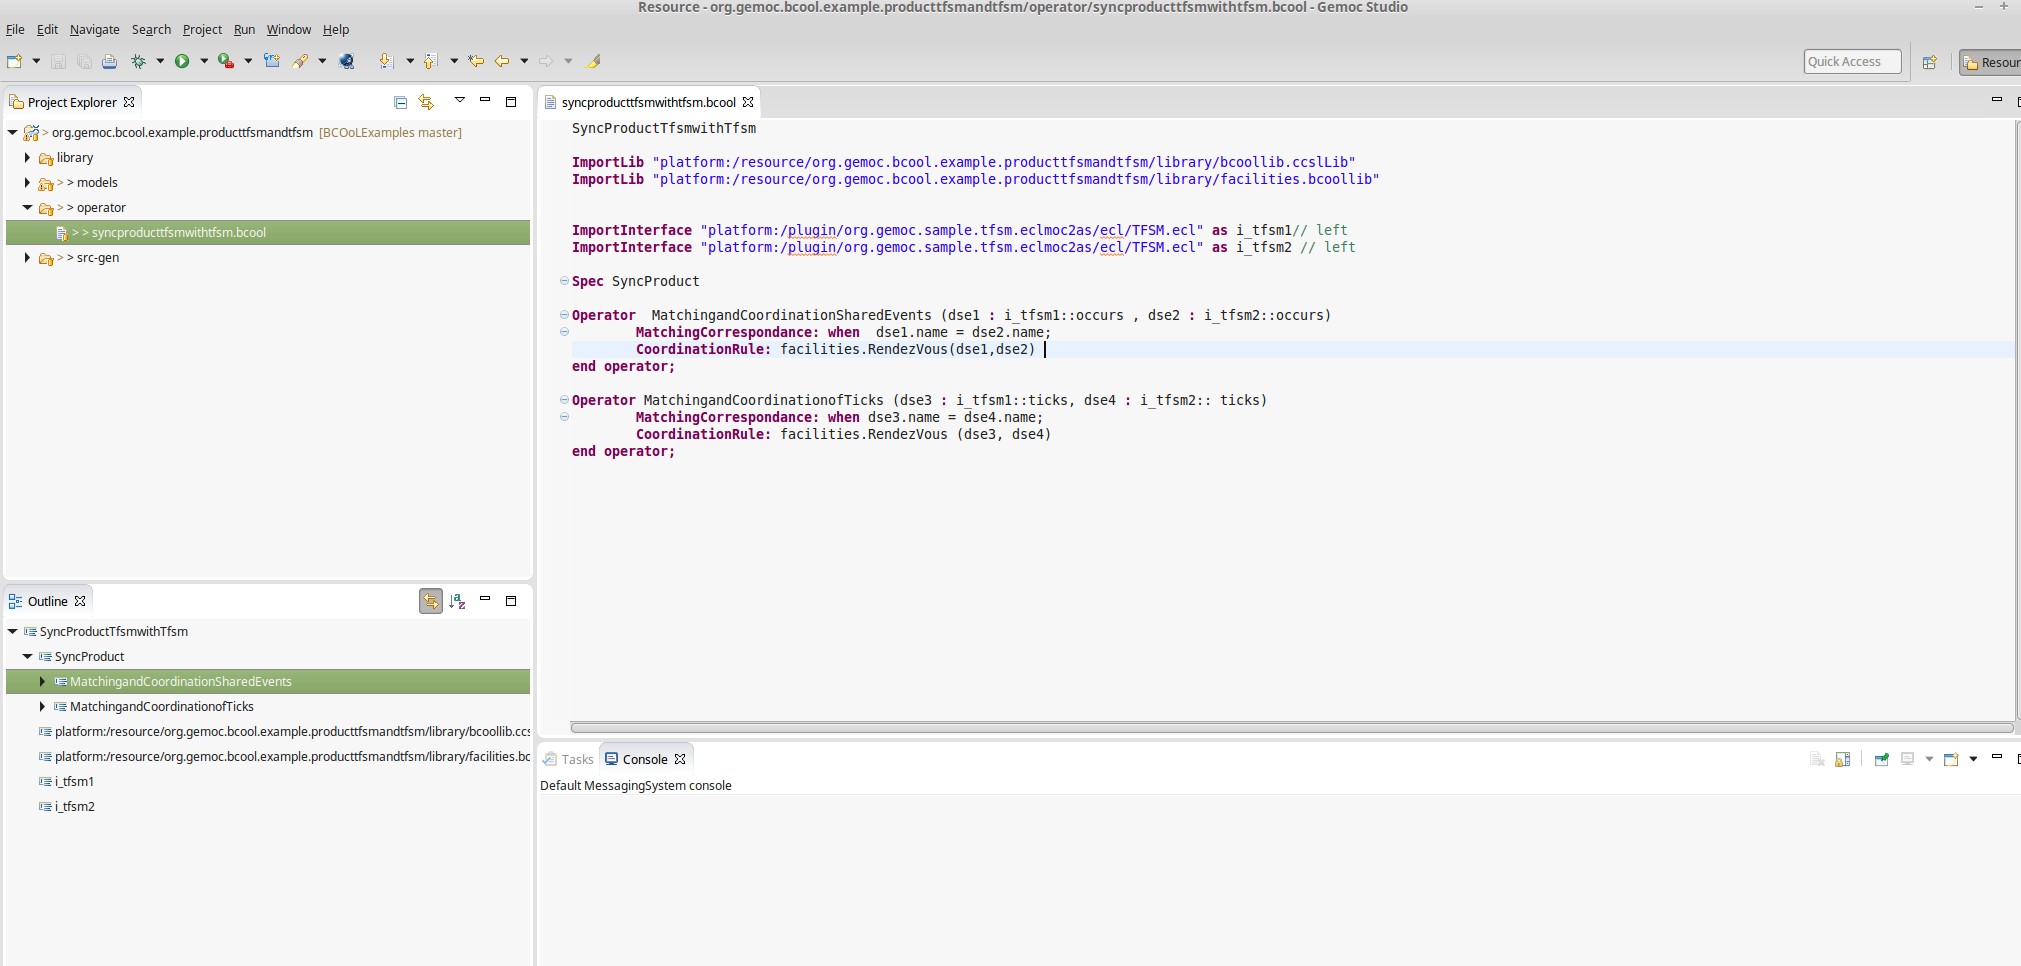 Resource - org.gemoc.bcool.example.producttfsmandtfsm/operator/syncproducttfsmwithtfsm.bcool - Gemoc Studio
File Edit Navigate Search Project Run Window Help
Quick Access
Resour
Project Explorer
> org.gemoc.bcool.example.producttfsmandtfsm [BCOoLExamples master]
library
> > models
> > operator
> > syncproducttfsmwithtfsm.bcool
> > src-gen
Outline
SyncProductTfsmwithTfsm
SyncProduct
MatchingandCoordinationSharedEvents
MatchingandCoordinationofTicks
platform:/resource/org.gemoc.bcool.example.producttfsmandtfsm/library/bcoollib.ccs
platform:/resource/org.gemoc.bcool.example.producttfsmandtfsm/library/facilities.bc
i_tfsm1
i_tfsm2
syncproducttfsmwithtfsm.bcool
SyncProductTfsmwithTfsm
ImportLib "platform:/resource/org.gemoc.bcool.example.producttfsmandtfsm/library/bcoollib.ccslLib"
ImportLib "platform:/resource/org.gemoc.bcool.example.producttfsmandtfsm/library/facilities.bcoollib"
ImportInterface "platform:/plugin/org.gemoc.sample.tfsm.eclmoc2as/ecl/TFSM.ecl" as i_tfsm1// left
ImportInterface "platform:/plugin/org.gemoc.sample.tfsm.eclmoc2as/ecl/TFSM.ecl" as i_tfsm2 // left
Spec SyncProduct
Operator  MatchingandCoordinationSharedEvents (dse1 : i_tfsm1::occurs , dse2 : i_tfsm2::occurs)
MatchingCorrespondance: when  dse1.name = dse2.name;
CoordinationRule: facilities.RendezVous(dse1,dse2)
end operator;
Operator MatchingandCoordinationofTicks (dse3 : i_tfsm1::ticks, dse4 : i_tfsm2:: ticks)
MatchingCorrespondance: when dse3.name = dse4.name;
CoordinationRule: facilities.RendezVous (dse3, dse4)
end operator;
Tasks Console
Default MessagingSystem console